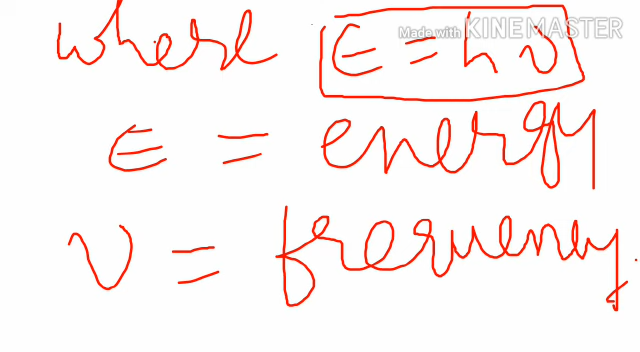 where E = hν
Made with KINEMASTER
E = energy
ν = frequency.